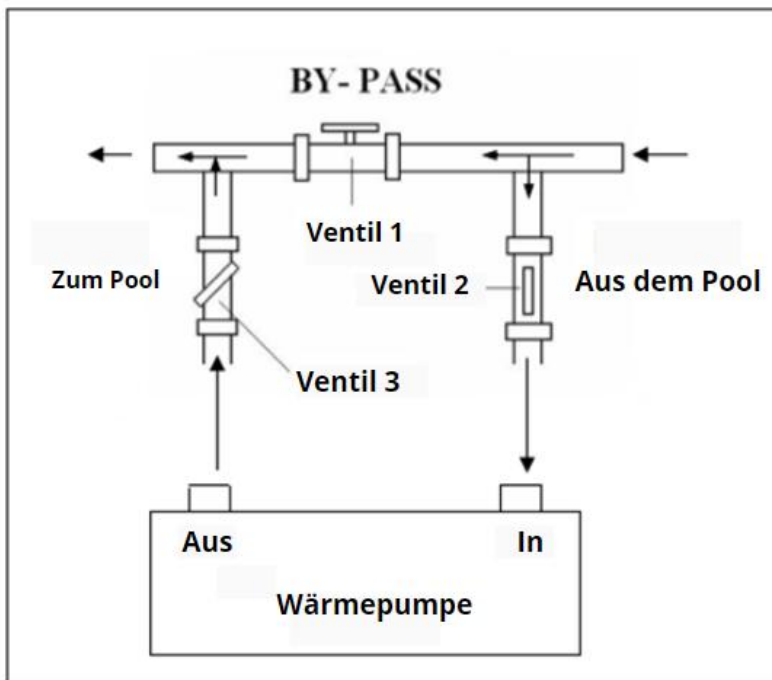 BY- PASS
Ventil 1
Zum Pool
Ventil 2
Aus dem Pool
Ventil 3
Aus
In
Wärmepumpe